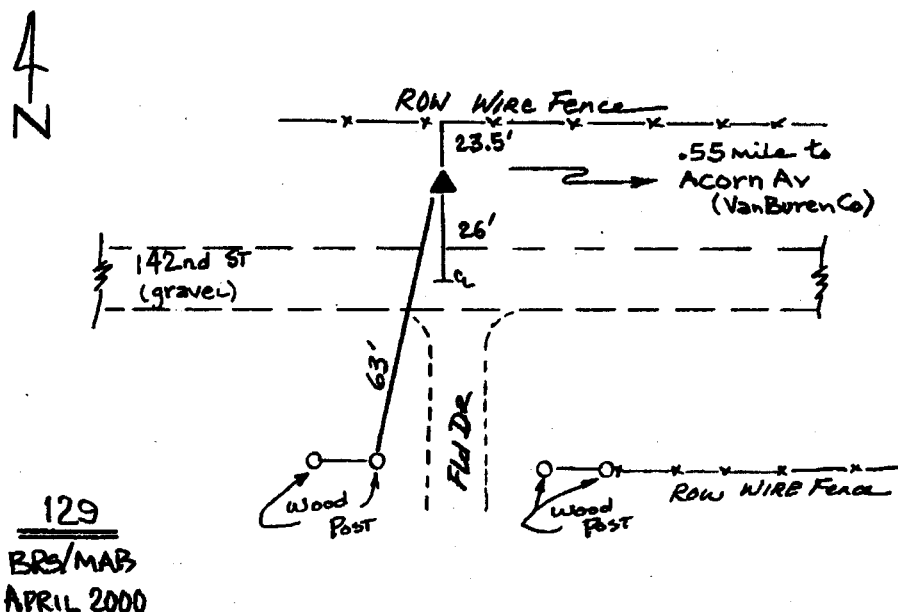 N
ROW WIRE Fence
23.5'
.55 mile to
Acorn Av
(VanBuren Co)
26'
142nd ST
(gravel)
CL
63'
Fld DR
Wood
Post
Wood
Post
ROW WIRE Fence
129
BRS/MAB
APRIL 2000